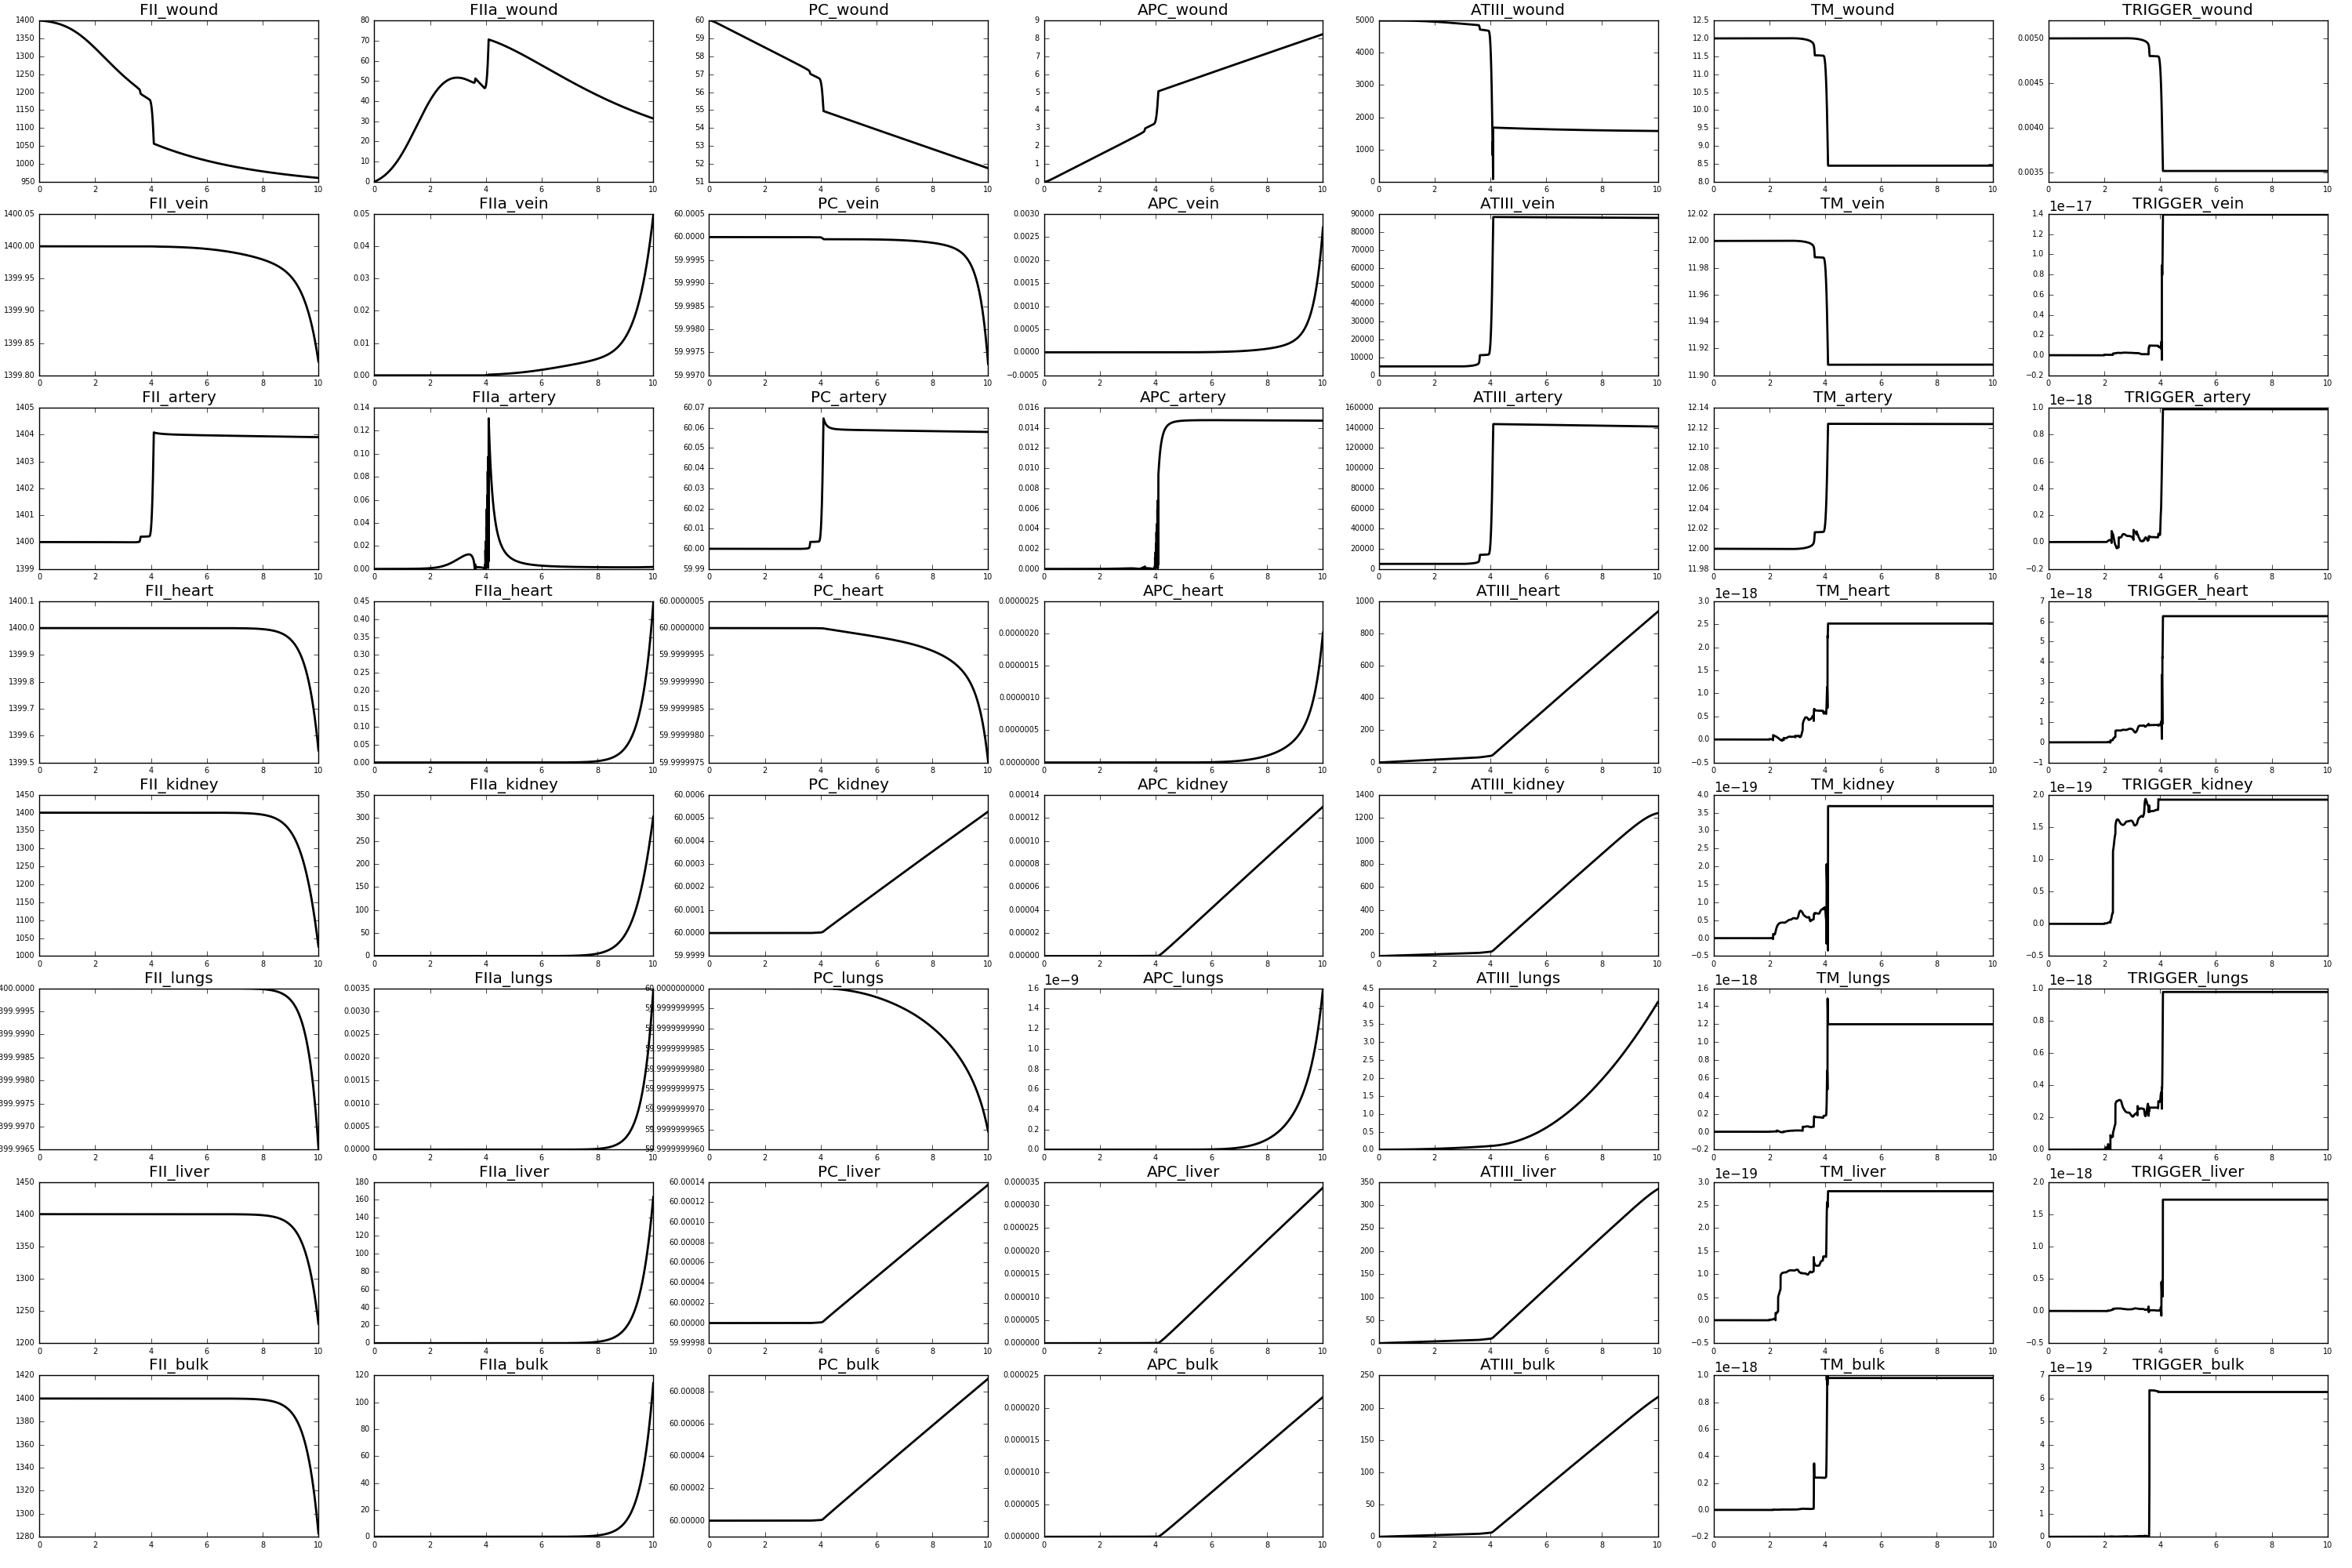 FII_wound
1400 1350 1300 1250 1200 1150 1100 1050 1000 950
0 2 4 6 8 10
FIIa_wound
80 70 60 50 40 30 20 10 0
0 2 4 6 8 10
PC_wound
60 59 58 57 56 55 54 53 52 51
0 2 4 6 8 10
APC_wound
9 8 7 6 5 4 3 2 1 0
0 2 4 6 8 10
ATIII_wound
5000 4000 3000 2000 1000 0
0 2 4 6 8 10
TM_wound
12.5 12.0 11.5 11.0 10.5 10.0 9.5 9.0 8.5 8.0
0 2 4 6 8 10
TRIGGER_wound
0.0050 0.0045 0.0040 0.0035
0 2 4 6 8 10
FII_vein
1400.05 1400.00 1399.95 1399.90 1399.85 1399.80
0 2 4 6 8 10
FIIa_vein
0.05 0.04 0.03 0.02 0.01 0.00
0 2 4 6 8 10
PC_vein
60.0005 60.0000 59.9995 59.9990 59.9985 59.9980 59.9975 59.9970
0 2 4 6 8 10
APC_vein
0.0030 0.0025 0.0020 0.0015 0.0010 0.0005 0.0000 −0.0005
0 2 4 6 8 10
ATIII_vein
90000 80000 70000 60000 50000 40000 30000 20000 10000 0
0 2 4 6 8 10
TM_vein
12.02 12.00 11.98 11.96 11.94 11.92 11.90
0 2 4 6 8 10
TRIGGER_vein
1e−17
1.4 1.2 1.0 0.8 0.6 0.4 0.2 0.0 −0.2
0 2 4 6 8 10
FII_artery
1405 1404 1403 1402 1401 1400 1399
0 2 4 6 8 10
FIIa_artery
0.14 0.12 0.10 0.08 0.06 0.04 0.02 0.00
0 2 4 6 8 10
PC_artery
60.07 60.06 60.05 60.04 60.03 60.02 60.01 60.00 59.99
0 2 4 6 8 10
APC_artery
0.016 0.014 0.012 0.010 0.008 0.006 0.004 0.002 0.000
0 2 4 6 8 10
ATIII_artery
160000 140000 120000 100000 80000 60000 40000 20000 0
0 2 4 6 8 10
TM_artery
12.14 12.12 12.10 12.08 12.06 12.04 12.02 12.00 11.98
0 2 4 6 8 10
TRIGGER_artery
1e−18
1.0 0.8 0.6 0.4 0.2 0.0 −0.2
0 2 4 6 8 10
FII_heart
1400.1 1400.0 1399.9 1399.8 1399.7 1399.6 1399.5
0 2 4 6 8 10
FIIa_heart
0.45 0.40 0.35 0.30 0.25 0.20 0.15 0.10 0.05 0.00
0 2 4 6 8 10
PC_heart
60.0000005 60.0000000 59.9999995 59.9999990 59.9999985 59.9999980 59.9999975
0 2 4 6 8 10
APC_heart
0.0000025 0.0000020 0.0000015 0.0000010 0.0000005 0.0000000
0 2 4 6 8 10
ATIII_heart
1000 800 600 400 200 0
0 2 4 6 8 10
TM_heart
1e−18
3.0 2.5 2.0 1.5 1.0 0.5 0.0 −0.5
0 2 4 6 8 10
TRIGGER_heart
1e−18
7 6 5 4 3 2 1 0 −1
0 2 4 6 8 10
FII_kidney
1450 1400 1350 1300 1250 1200 1150 1100 1050 1000
0 2 4 6 8 10
FIIa_kidney
350 300 250 200 150 100 50 0
0 2 4 6 8 10
PC_kidney
60.0006 60.0005 60.0004 60.0003 60.0002 60.0001 60.0000 59.9999
0 2 4 6 8 10
APC_kidney
0.00014 0.00012 0.00010 0.00008 0.00006 0.00004 0.00002 0.00000
0 2 4 6 8 10
ATIII_kidney
1400 1200 1000 800 600 400 200 0
0 2 4 6 8 10
TM_kidney
1e−19
4.0 3.5 3.0 2.5 2.0 1.5 1.0 0.5 0.0 −0.5
0 2 4 6 8 10
TRIGGER_kidney
1e−19
2.0 1.5 1.0 0.5 0.0 −0.5
0 2 4 6 8 10
FII_lungs
400.0000 399.9995 399.9990 399.9985 399.9980 399.9975 399.9970 399.9965
0 2 4 6 8 10
FIIa_lungs
0.0035 0.0030 0.0025 0.0020 0.0015 0.0010 0.0005 0.0000
0 2 4 6 8 10
PC_lungs
60.0000000000 59.9999999995 59.9999999990 59.9999999985 59.9999999980 59.9999999975 59.9999999970 59.9999999965 59.9999999960
0 2 4 6 8 10
APC_lungs
1e−9
1.6 1.4 1.2 1.0 0.8 0.6 0.4 0.2 0.0
0 2 4 6 8 10
ATIII_lungs
4.5 4.0 3.5 3.0 2.5 2.0 1.5 1.0 0.5 0.0
0 2 4 6 8 10
TM_lungs
1e−18
1.6 1.4 1.2 1.0 0.8 0.6 0.4 0.2 0.0 −0.2
0 2 4 6 8 10
TRIGGER_lungs
1e−18
1.0 0.8 0.6 0.4 0.2 0.0
0 2 4 6 8 10
FII_liver
1450 1400 1350 1300 1250 1200
0 2 4 6 8 10
FIIa_liver
180 160 140 120 100 80 60 40 20 0
0 2 4 6 8 10
PC_liver
60.00014 60.00012 60.00010 60.00008 60.00006 60.00004 60.00002 60.00000 59.99998
0 2 4 6 8 10
APC_liver
0.000035 0.000030 0.000025 0.000020 0.000015 0.000010 0.000005 0.000000
0 2 4 6 8 10
ATIII_liver
350 300 250 200 150 100 50 0
0 2 4 6 8 10
TM_liver
1e−19
3.0 2.5 2.0 1.5 1.0 0.5 0.0 −0.5
0 2 4 6 8 10
TRIGGER_liver
1e−18
2.0 1.5 1.0 0.5 0.0 −0.5
0 2 4 6 8 10
FII_bulk
1420 1400 1380 1360 1340 1320 1300 1280
0 2 4 6 8 10
FIIa_bulk
120 100 80 60 40 20 0
0 2 4 6 8 10
PC_bulk
60.00008 60.00006 60.00004 60.00002 60.00000
0 2 4 6 8 10
APC_bulk
0.000025 0.000020 0.000015 0.000010 0.000005 0.000000
0 2 4 6 8 10
ATIII_bulk
250 200 150 100 50 0
0 2 4 6 8 10
TM_bulk
1e−18
1.0 0.8 0.6 0.4 0.2 0.0 −0.2
0 2 4 6 8 10
TRIGGER_bulk
1e−19
7 6 5 4 3 2 1 0
0 2 4 6 8 10